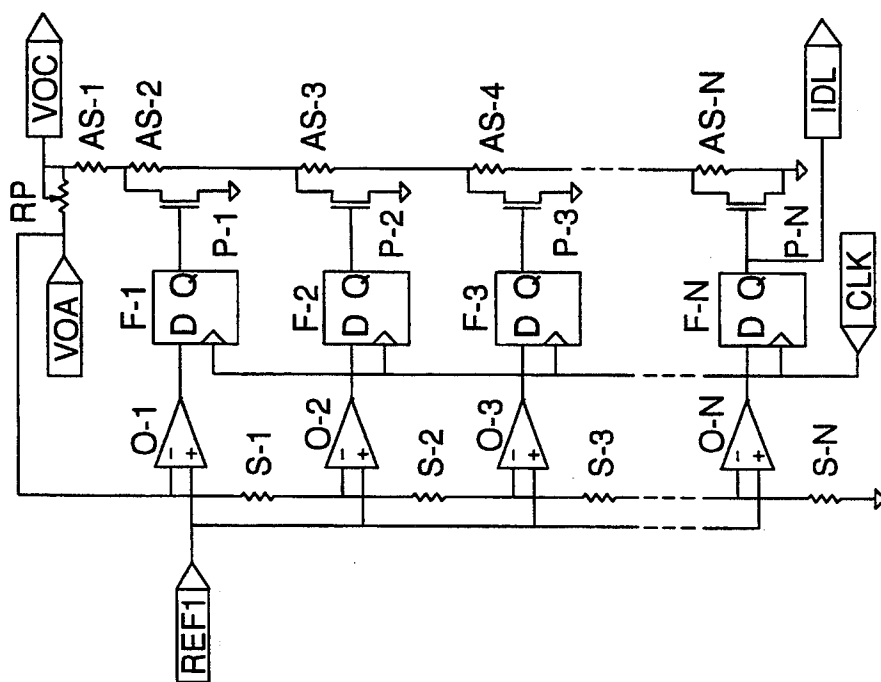 VOC
RP
AS-1
AS-2
AS-3
AS-4
AS-N
IDL
VOA
P-1
P-2
P-3
P-N
F-1
D Q
F-2
D Q
F-3
D Q
F-N
D Q
CLK
O-1
- +
O-2
- +
O-3
- +
O-N
- +
S-1
S-2
S-3
S-N
REF1